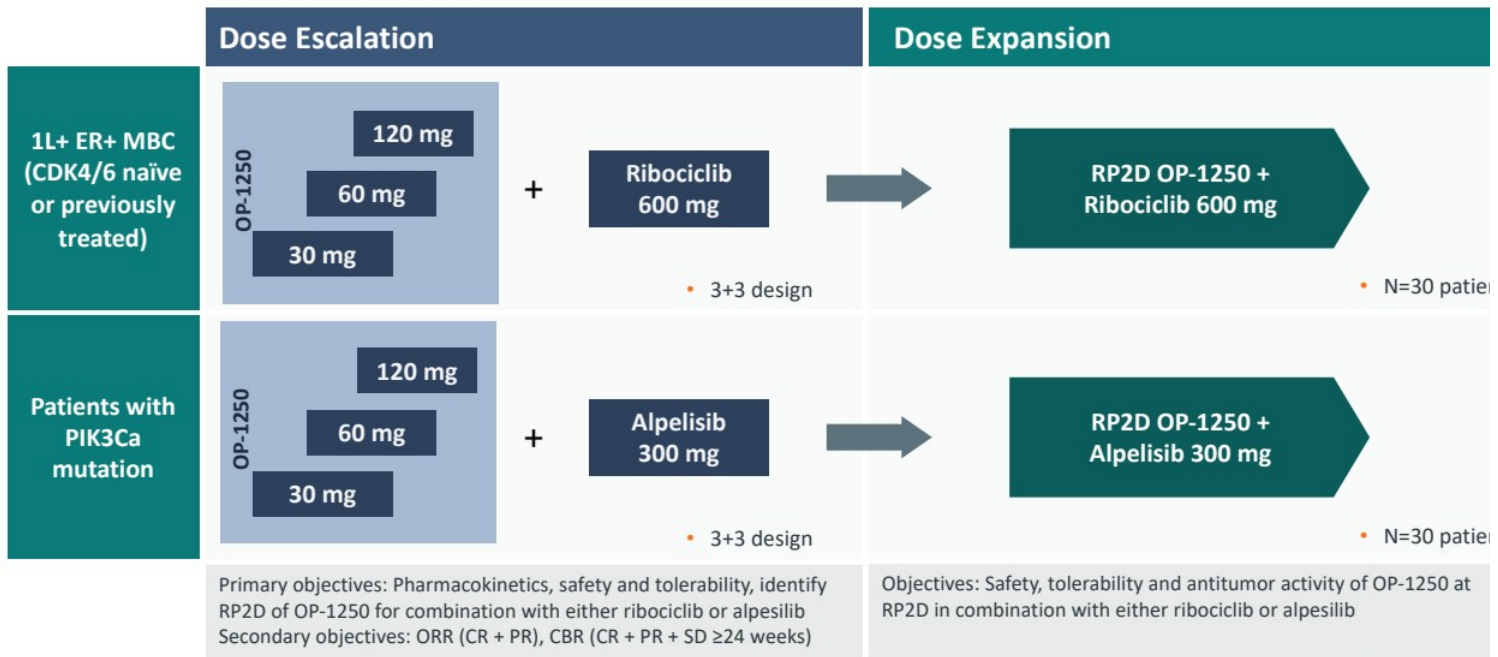 Dose Escalation
Dose Expansion
1L+ ER+ MBC
(CDK4/6 naïve
or previously
treated)
OP-1250
120 mg
60 mg
30 mg
+
Ribociclib
600 mg
• 3+3 design
RP2D OP-1250 +
Ribociclib 600 mg
• N=30
Patients with
PIK3Ca
mutation
OP-1250
120 mg
60 mg
30 mg
+
Alpelisib
300 mg
• 3+3 design
RP2D OP-1250 +
Alpelisib 300 mg
• N=30
Primary objectives: Pharmacokinetics, safety and tolerability, identify
RP2D of OP-1250 for combination with either ribociclib or alpesilib
Secondary objectives: ORR (CR + PR), CBR (CR + PR + SD ≥24 weeks)
Objectives: Safety, tolerability and antitumor activity of OP-1250 at
RP2D in combination with either ribociclib or alpesilib